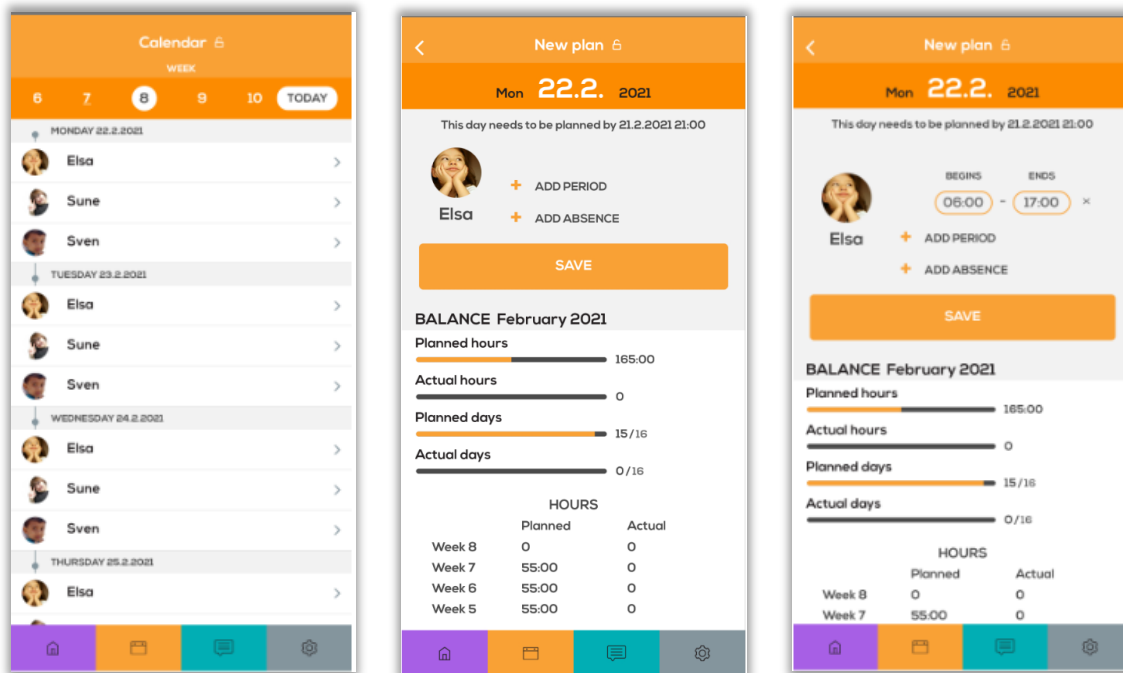 Calendar
WEEK
6 7 8 9 10 TODAY
MONDAY 22.2.2021
Elsa
Sune
Sven
TUESDAY 23.2.2021
Elsa
Sune
Sven
WEDNESDAY 24.2.2021
Elsa
Sune
Sven
THURSDAY 25.2.2021
Elsa
New plan
Mon 22.2. 2021
This day needs to be planned by 21.2.2021 21:00
+ ADD PERIOD
Elsa + ADD ABSENCE
SAVE
BALANCE February 2021
Planned hours
165:00
Actual hours
0
Planned days
15/16
Actual days
0/16
HOURS
Planned Actual
Week 8 0 0
Week 7 55:00 0
Week 6 55:00 0
Week 5 55:00 0
New plan
Mon 22.2. 2021
This day needs to be planned by 21.2.2021 21:00
BEGINS ENDS
06:00 - 17:00 ×
Elsa + ADD PERIOD
+ ADD ABSENCE
SAVE
BALANCE February 2021
Planned hours
165:00
Actual hours
0
Planned days
15/16
Actual days
0/16
HOURS
Planned Actual
Week 8 0 0
Week 7 55:00 0